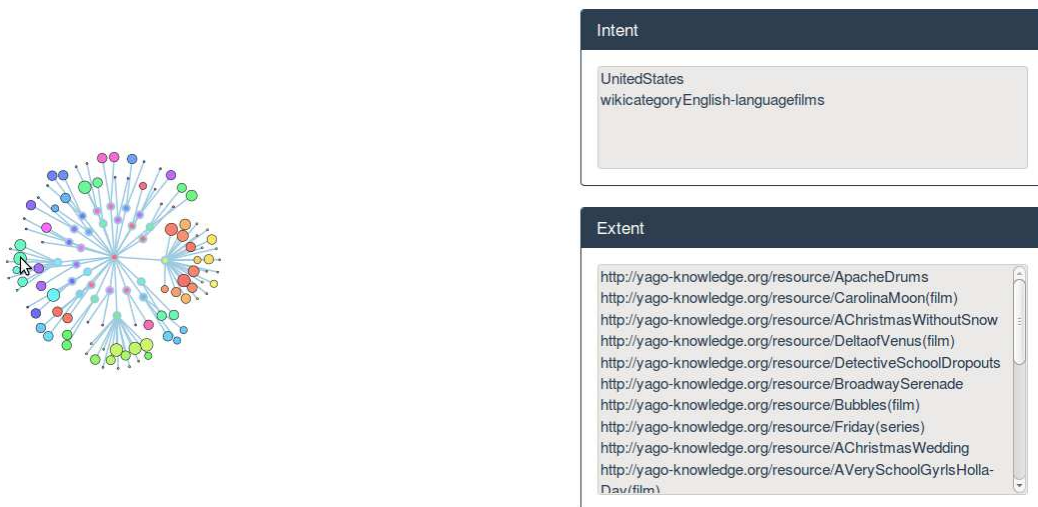 Intent
UnitedStates
wikicategoryEnglish-languagefilms
Extent
http://yago-knowledge.org/resource/ApacheDrums
http://yago-knowledge.org/resource/CarolinaMoon(film)
http://yago-knowledge.org/resource/AChristmasWithoutSnow
http://yago-knowledge.org/resource/DeltaofVenus(film)
http://yago-knowledge.org/resource/DetectiveSchoolDropouts
http://yago-knowledge.org/resource/BroadwaySerenade
http://yago-knowledge.org/resource/Bubbles(film)
http://yago-knowledge.org/resource/Friday(series)
http://yago-knowledge.org/resource/AChristmasWedding
http://yago-knowledge.org/resource/AVerySchoolGyrlsHolla-
Day(film)